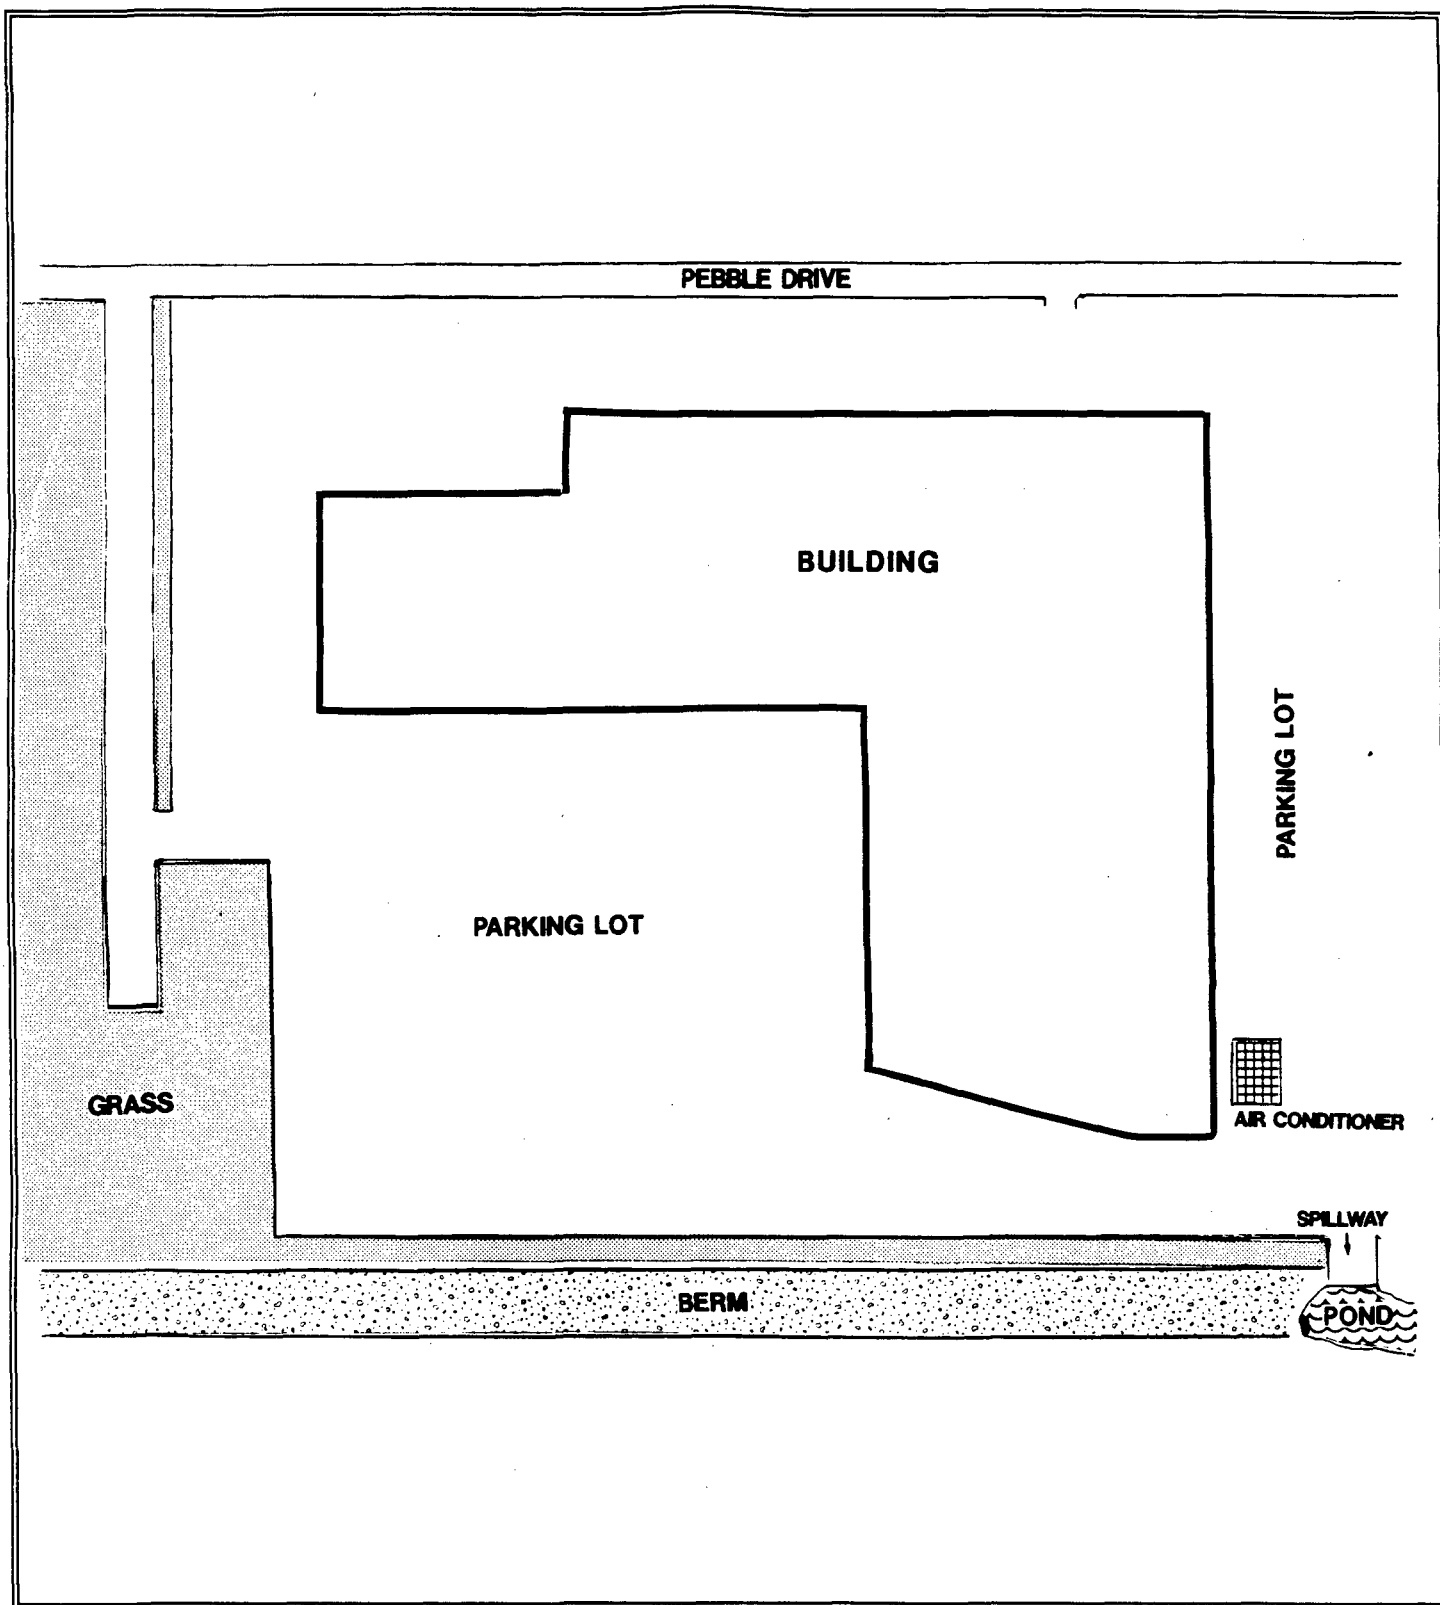 PEBBLE DRIVE
BUILDING
PARKING LOT
PARKING LOT
GRASS
AIR CONDITIONER
SPILLWAY
BERM
POND